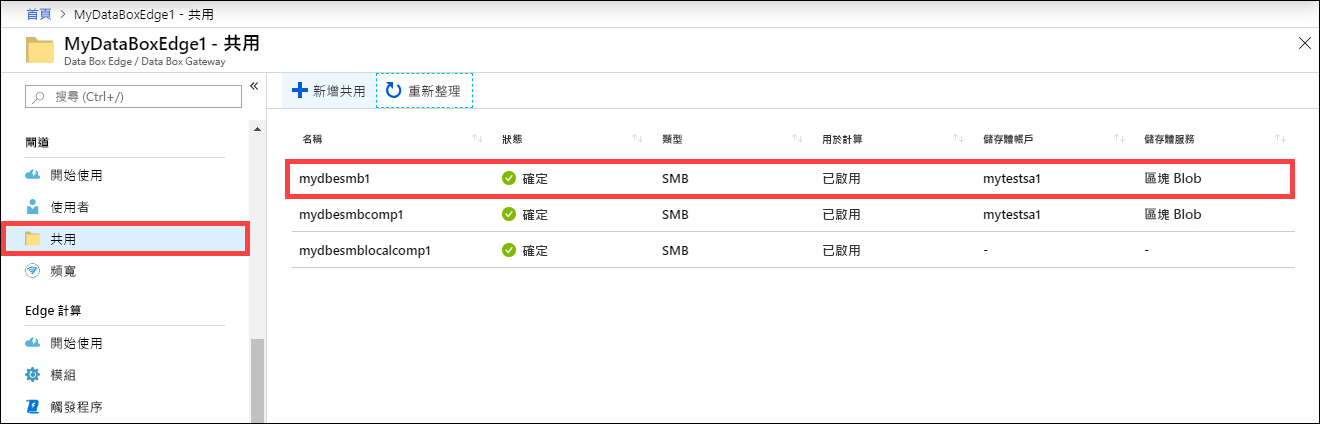 首頁 > MyDataBoxEdge1 - 共用
MyDataBoxEdge1 - 共用
Data Box Edge / Data Box Gateway
搜尋 (Ctrl+/)
閘道
開始使用
使用者
共用
頻寬
Edge 計算
開始使用
模組
觸發程序
新增共用 重新整理
名稱 狀態 類型 用於計算 儲存體帳戶 儲存體服務
mydbesmb1 確定 SMB 已啟用 mytestsa1 區塊 Blob
mydbesmbcomp1 確定 SMB 已啟用 mytestsa1 區塊 Blob
mydbesmblocalcomp1 確定 SMB 已啟用 - -